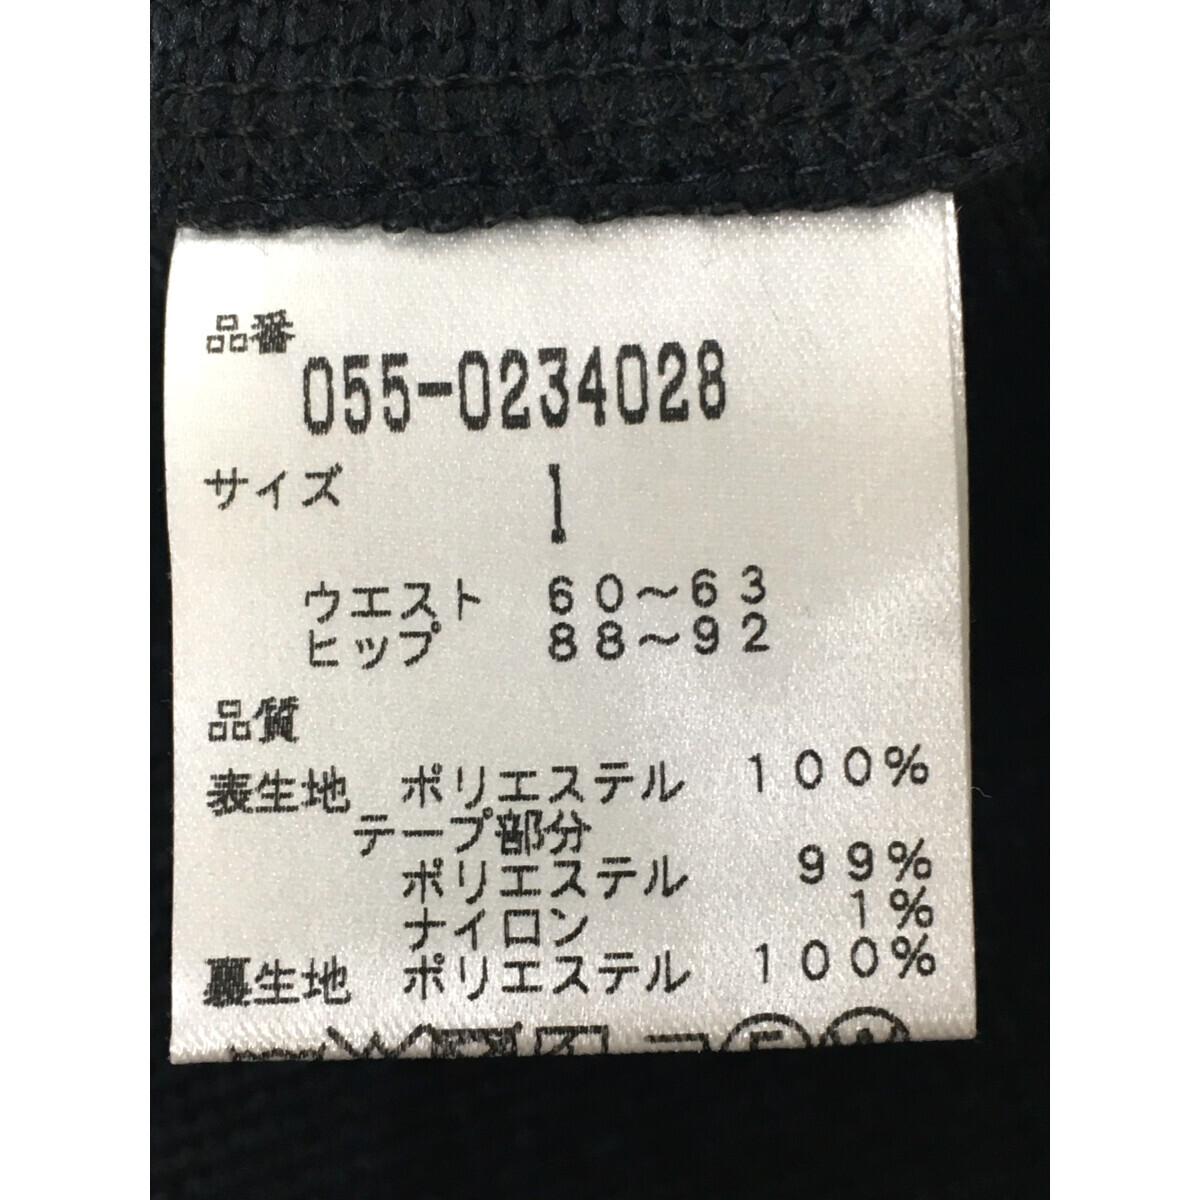 品番
055-0234028
サイズ 1
ウエスト 60～63
ヒップ 88～92
品質
表生地 ポリエステル 100%
テープ部分
ポリエステル 99%
ナイロン 1%
裏生地 ポリエステル 100%